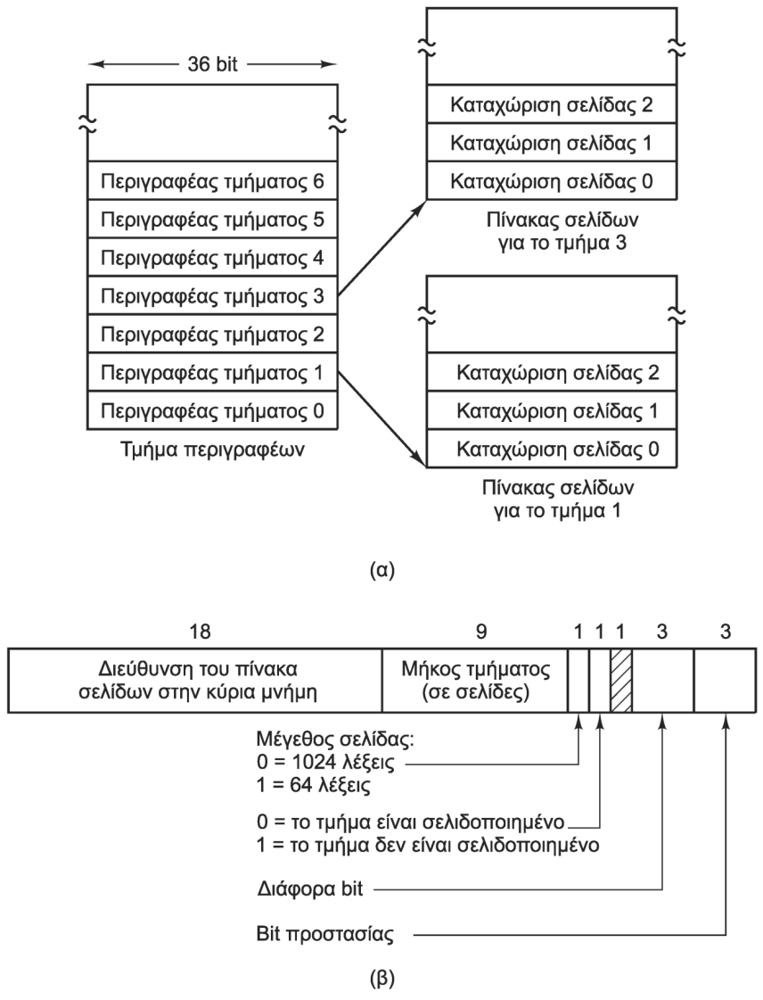 36 bit
Περιγραφέας τμήματος 6
Περιγραφέας τμήματος 5
Περιγραφέας τμήματος 4
Περιγραφέας τμήματος 3
Περιγραφέας τμήματος 2
Περιγραφέας τμήματος 1
Περιγραφέας τμήματος 0
Τμήμα περιγραφέων
Καταχώριση σελίδας 2
Καταχώριση σελίδας 1
Καταχώριση σελίδας 0
Πίνακας σελίδων
για το τμήμα 3
Καταχώριση σελίδας 2
Καταχώριση σελίδας 1
Καταχώριση σελίδας 0
Πίνακας σελίδων
για το τμήμα 1
(α)
18 9 1 1 1 3 3
Διεύθυνση του πίνακα
σελίδων στην κύρια μνήμη
Μήκος τμήματος
(σε σελίδες)
Μέγεθος σελίδας:
0 = 1024 λέξεις
1 = 64 λέξεις
0 = το τμήμα είναι σελιδοποιημένο
1 = το τμήμα δεν είναι σελιδοποιημένο
Διάφορα bit
Bit προστασίας
(β)